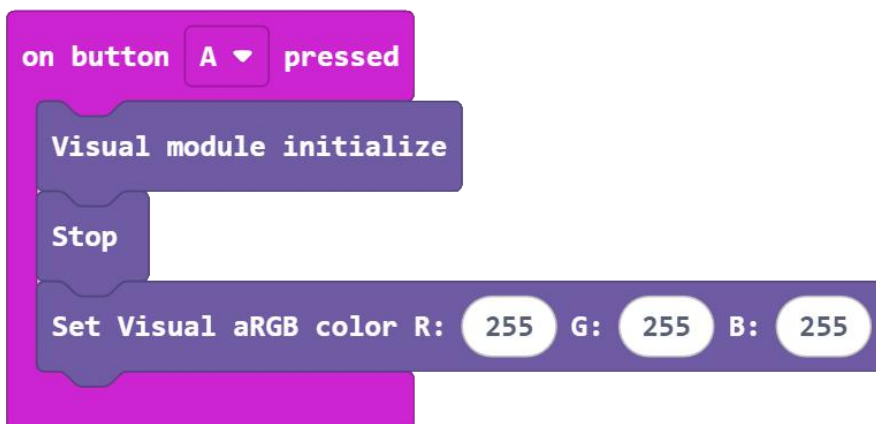 on button A pressed
Visual module initialize
Stop
Set Visual aRGB color R: 255 G: 255 B: 255